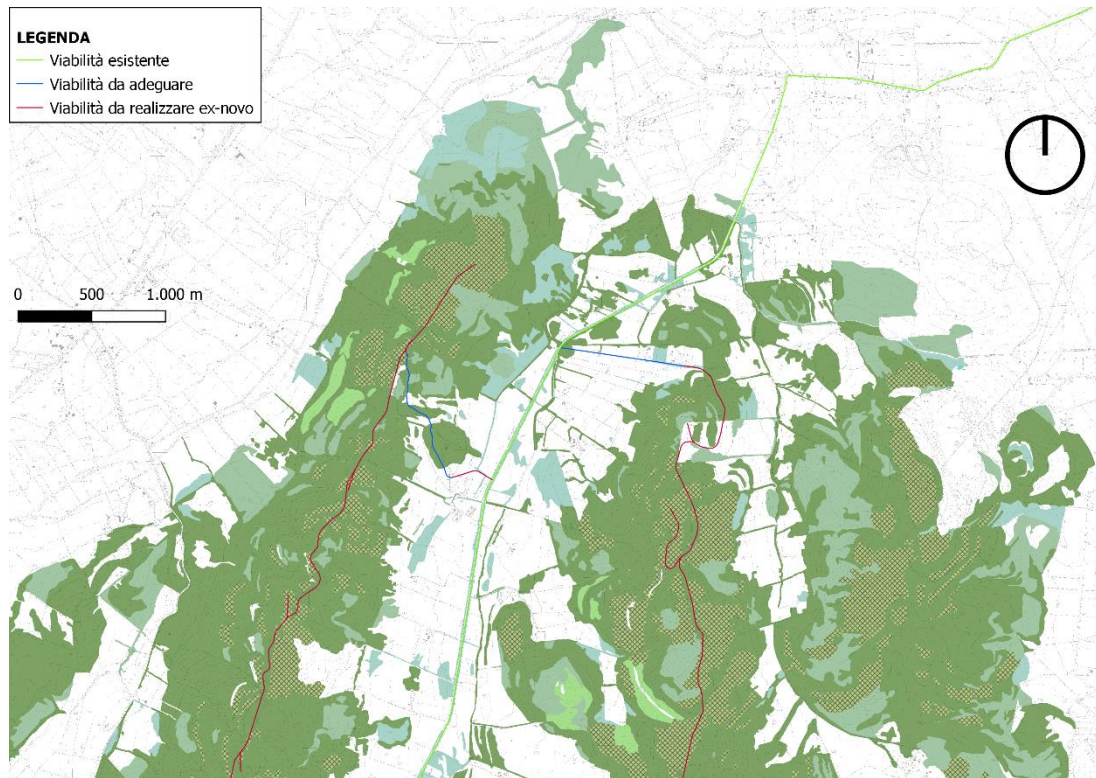 LEGENDA
Viabilità esistente
Viabilità da adeguare
Viabilità da realizzare ex-novo
0 500 1.000 m